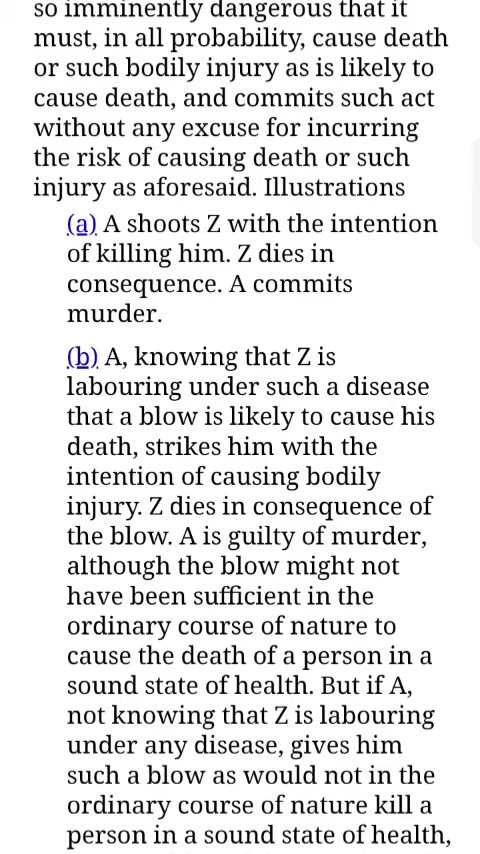 so imminently dangerous that it
must, in all probability, cause death
or such bodily injury as is likely to
cause death, and commits such act
without any excuse for incurring
the risk of causing death or such
injury as aforesaid. Illustrations
(a) A shoots Z with the intention
of killing him. Z dies in
consequence. A commits
murder.
(b) A, knowing that Z is
labouring under such a disease
that a blow is likely to cause his
death, strikes him with the
intention of causing bodily
injury. Z dies in consequence of
the blow. A is guilty of murder,
although the blow might not
have been sufficient in the
ordinary course of nature to
cause the death of a person in a
sound state of health. But if A,
not knowing that Z is labouring
under any disease, gives him
such a blow as would not in the
ordinary course of nature kill a
person in a sound state of health,